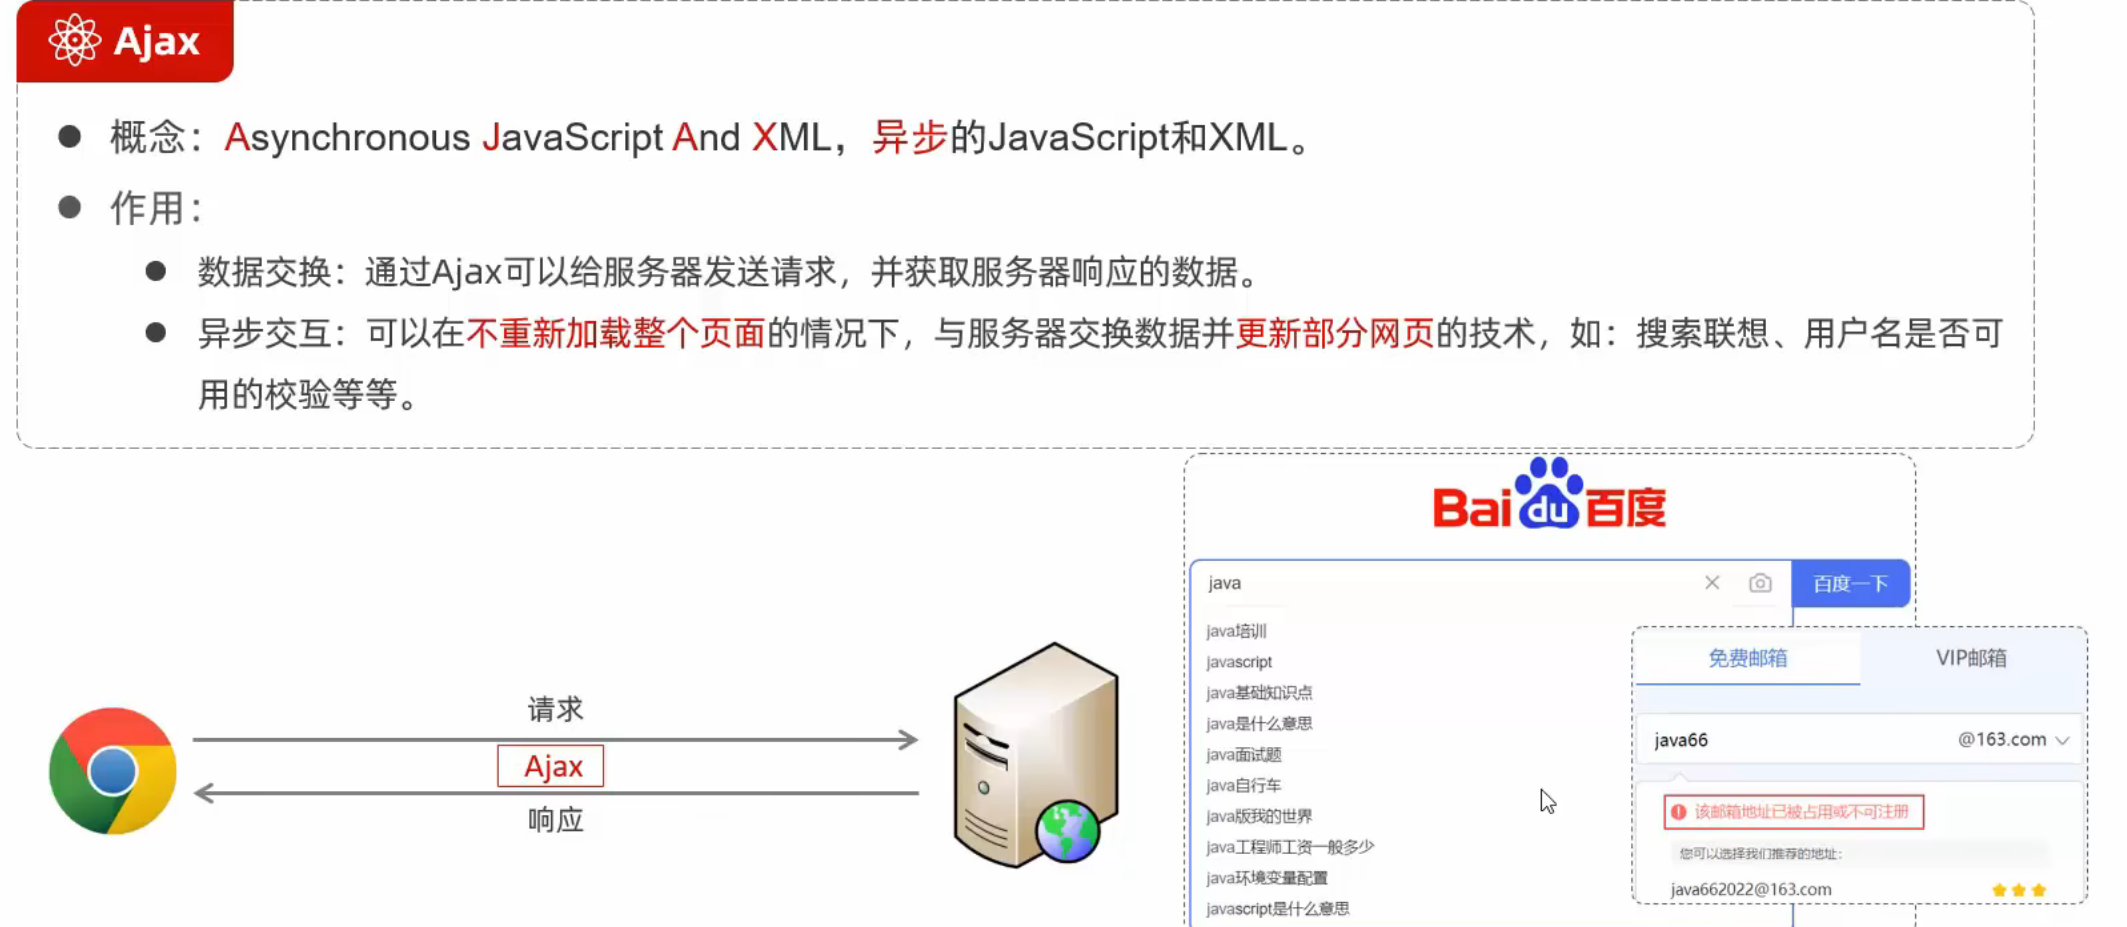 Ajax
概念：Asynchronous JavaScript And XML，异步的JavaScript和XML。
作用：
数据交换：通过Ajax可以给服务器发送请求，并获取服务器响应的数据。
异步交互：可以在不重新加载整个页面的情况下，与服务器交换数据并更新部分网页的技术，如：搜索联想、用户名是否可
用的校验等等。
请求
Ajax
响应
Bai du 百度
java
百度一下
java培训
javascript
java基础知识点
java是什么意思
java面试题
java自行车
java版我的世界
java工程师工资一般多少
java环境变量配置
javascript是什么意思
免费邮箱 VIP邮箱
java66 @163.com
该邮箱地址已被占用或不可注册
您可以选择我们推荐的地址：
java662022@163.com